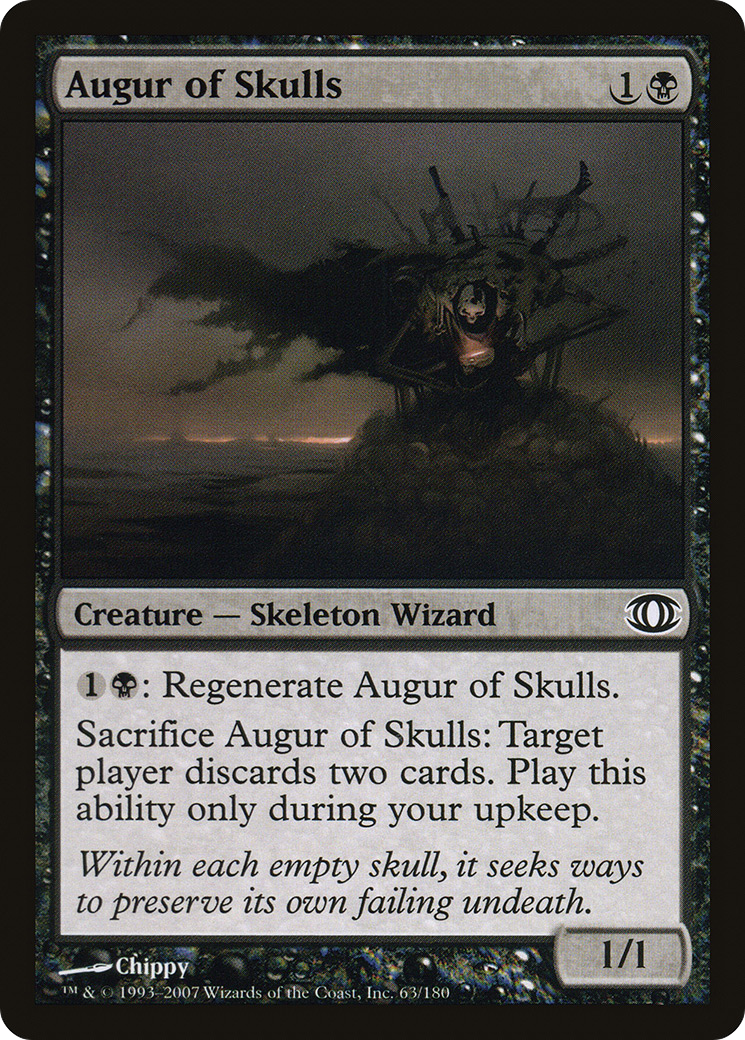 Augur of Skulls
1
Creature — Skeleton Wizard
1 : Regenerate Augur of Skulls.
Sacrifice Augur of Skulls: Target
player discards two cards. Play this
ability only during your upkeep.
Within each empty skull, it seeks ways
to preserve its own failing undeath.
1/1
Chippy
™ & © 1993–2007 Wizards of the Coast, Inc. 63/180